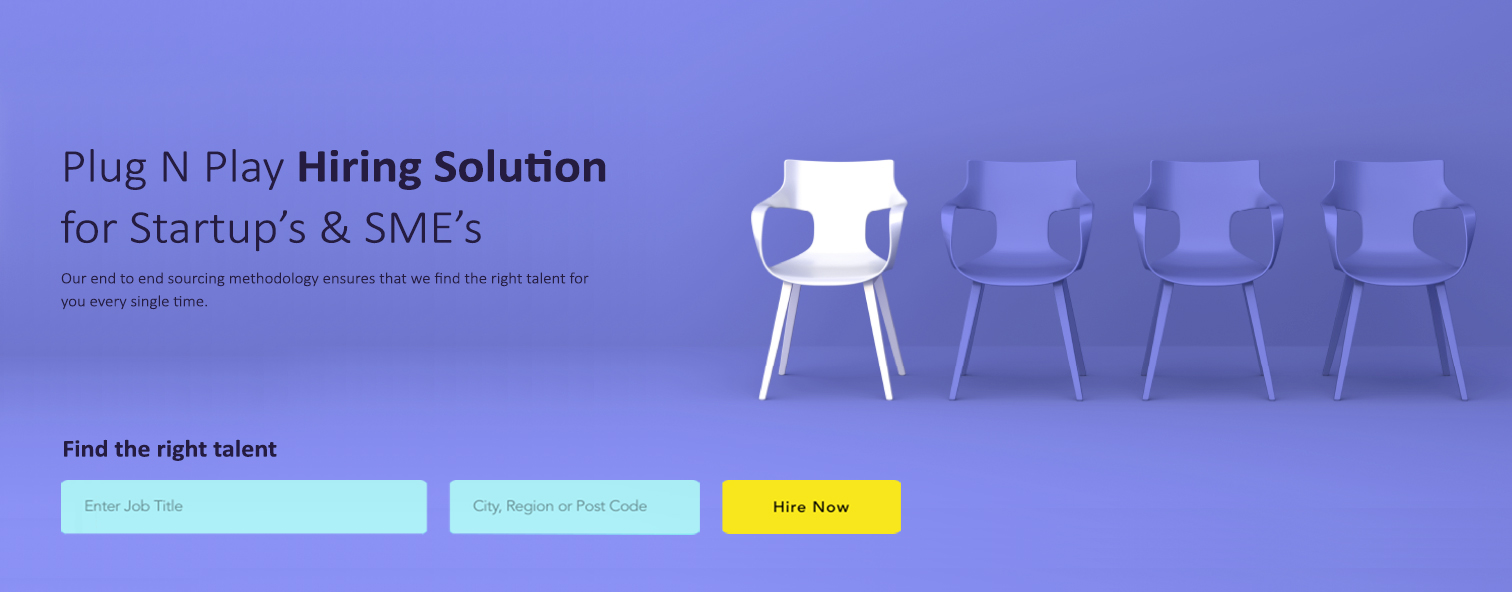 Plug N Play Hiring Solution
for Startup’s & SME’s
Our end to end sourcing methodology ensures that we find the right talent for
you every single time.
Find the right talent
Enter Job Title
City, Region or Post Code
Hire Now